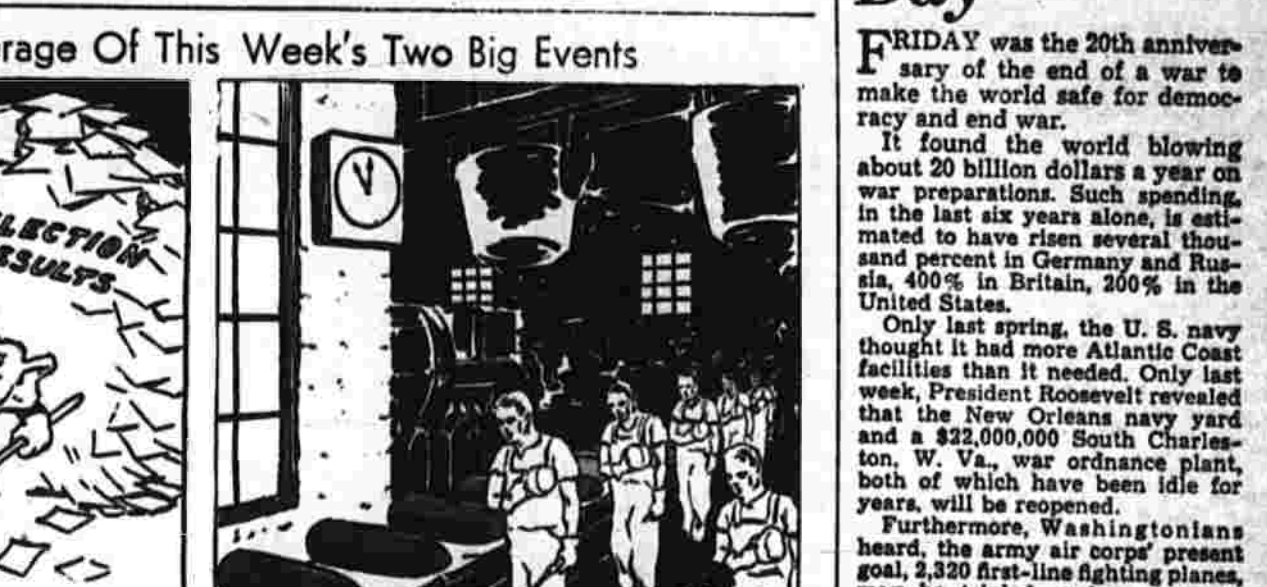 rage Of This Week's Two Big Events
LECTION
ESULTS
Day
FRIDAY was the 20th anniver-
sary of the end of a war to
make the world safe for democ-
racy and end war.
It found the world blowing
about 20 billion dollars a year on
war preparations. Such spending,
in the last six years alone, is esti-
mated to have risen several thou-
sand percent in Germany and Rus-
sia, 400% in Britain, 200% in the
United States.
Only last spring, the U. S. navy
thought it had more Atlantic Coast
facilities than it needed. Only last
week, President Roosevelt revealed
that the New Orleans navy yard
and a $22,000,000 South Charles-
ton, W. Va., war ordnance plant,
both of which have been idle for
years, will be reopened.
Furthermore, Washingtonians
heard, the army air corps' present
goal, 2,320 first-line fighting planes,